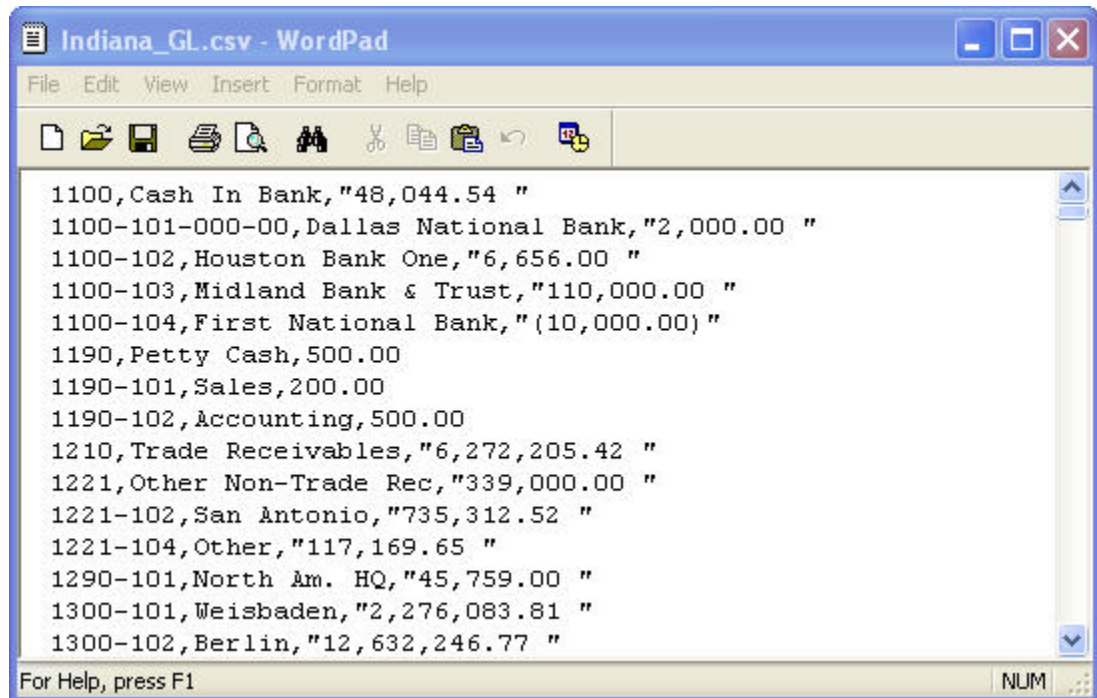 Indiana_GL.csv - WordPad
File Edit View Insert Format Help
1100,Cash In Bank,"48,044.54 "
1100-101-000-00,Dallas National Bank,"2,000.00 "
1100-102,Houston Bank One,"6,656.00 "
1100-103,Midland Bank & Trust,"110,000.00 "
1100-104,First National Bank,"(10,000.00)"
1190,Petty Cash,500.00
1190-101,Sales,200.00
1190-102,Accounting,500.00
1210,Trade Receivables,"6,272,205.42 "
1221,Other Non-Trade Rec,"339,000.00 "
1221-102,San Antonio,"735,312.52 "
1221-104,Other,"117,169.65 "
1290-101,North Am. HQ,"45,759.00 "
1300-101,Weisbaden,"2,276,083.81 "
1300-102,Berlin,"12,632,246.77 "
For Help, press F1 NUM